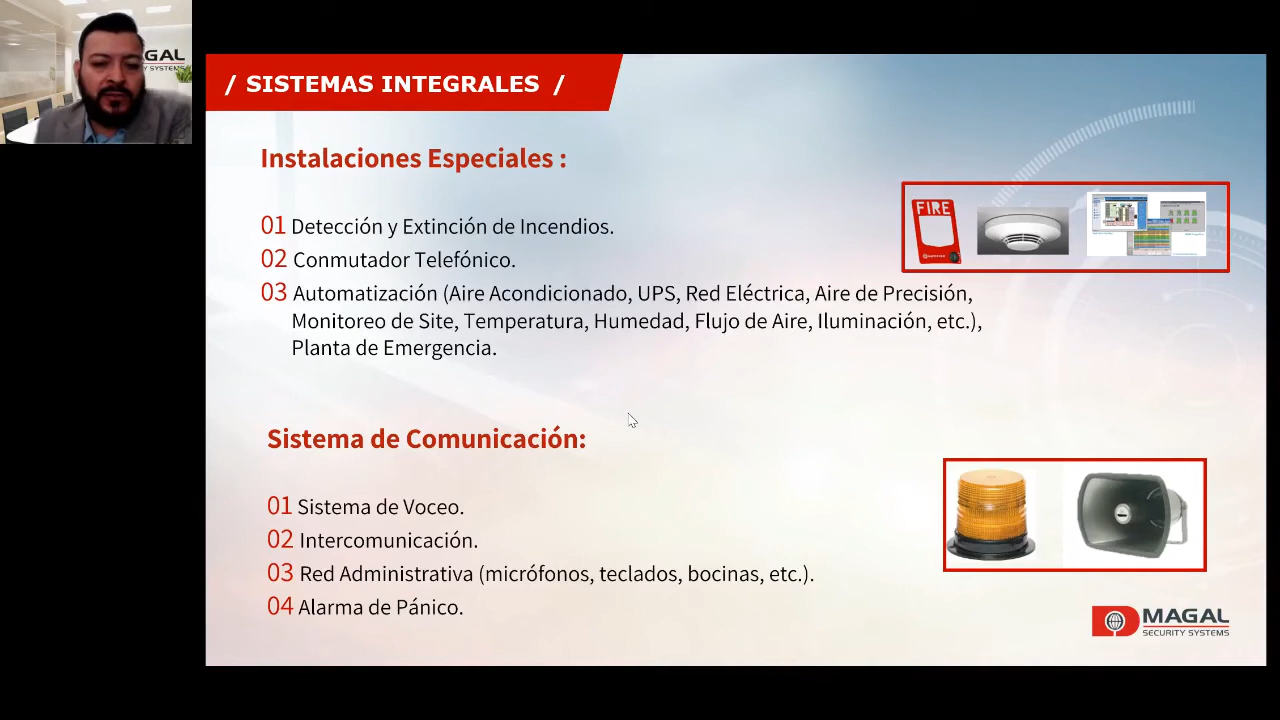 GAL
Y SYSTEMS
/ SISTEMAS INTEGRALES /
Instalaciones Especiales :
01 Detección y Extinción de Incendios.
02 Conmutador Telefónico.
03 Automatización (Aire Acondicionado, UPS, Red Eléctrica, Aire de Precisión,
Monitoreo de Site, Temperatura, Humedad, Flujo de Aire, Iluminación, etc.),
Planta de Emergencia.
FIRE
Sistema de Comunicación:
01 Sistema de Voceo.
02 Intercomunicación.
03 Red Administrativa (micrófonos, teclados, bocinas, etc.).
04 Alarma de Pánico.
MAGAL
SECURITY SYSTEMS